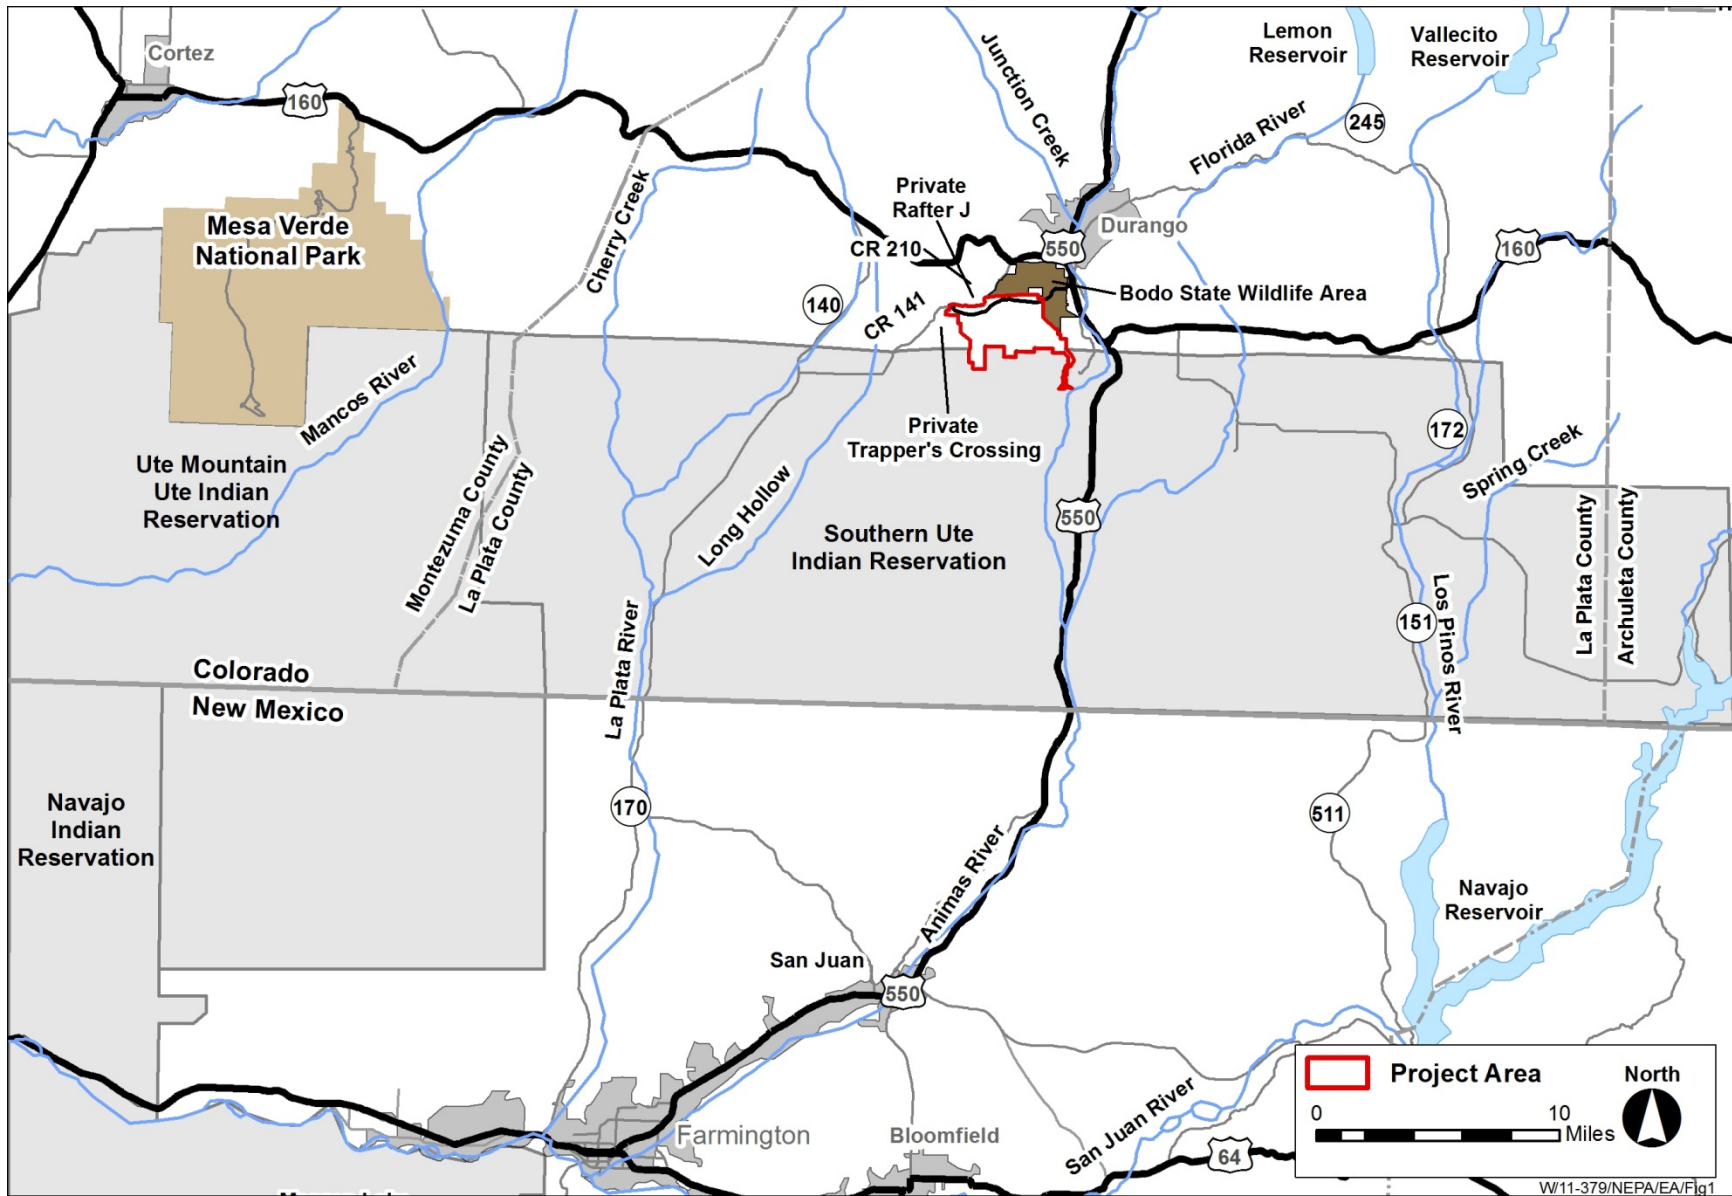 Cortez
160
Mesa Verde
National Park
Mancos River
Ute Mountain
Ute Indian
Reservation
Montezuma County
La Plata County
Cherry Creek
Junction Creek
Lemon
Reservoir
Vallecito
Reservoir
245
Florida River
Private
Rafter J
CR 210
550
Durango
160
Bodo State Wildlife Area
140
CR 141
Private
Trapper's Crossing
Long Hollow
Southern Ute
Indian Reservation
550
172
Spring Creek
La Plata County
Archuleta County
151
Los Pinos River
La Plata River
Colorado
New Mexico
Navajo
Indian
Reservation
170
511
Animas River
Navajo
Reservoir
San Juan
550
San Juan River
Farmington
Bloomfield
64
Project Area
North
0
10
Miles
W/11-379/NEPA/EA/Fig1